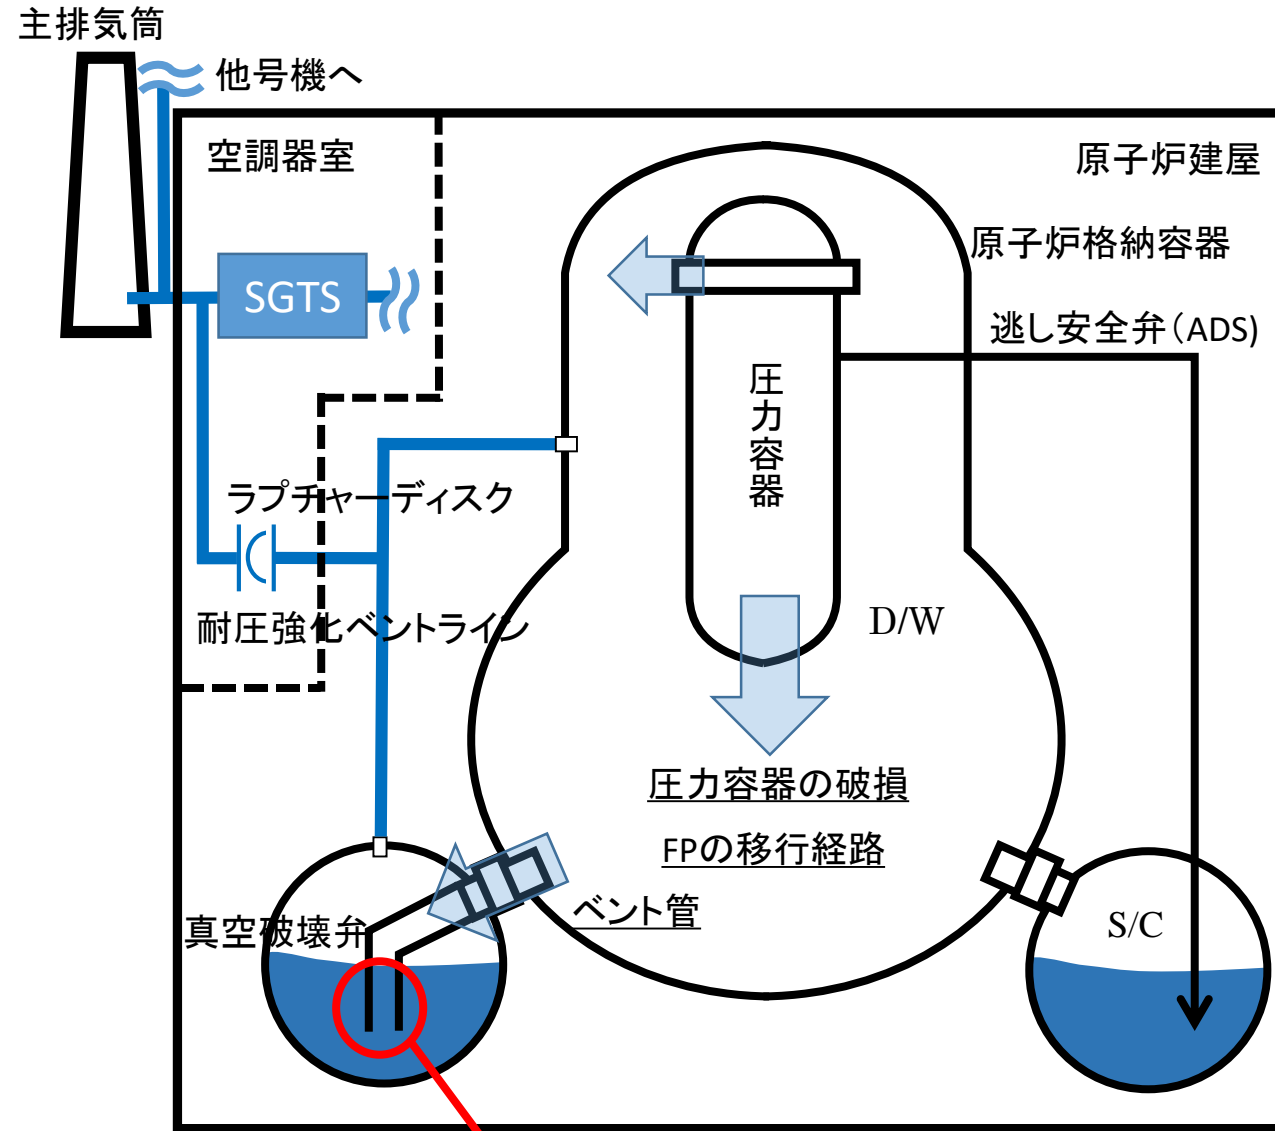 主排気筒
他号機へ
空調器室
原子炉建屋
原子炉格納容器
SGTS
逃し安全弁（ADS)
圧力容器
ラプチャーディスク
耐圧強化ベントライン
D/W
圧力容器の破損
FPの移行経路
ベント管
真空破壊弁
S/C